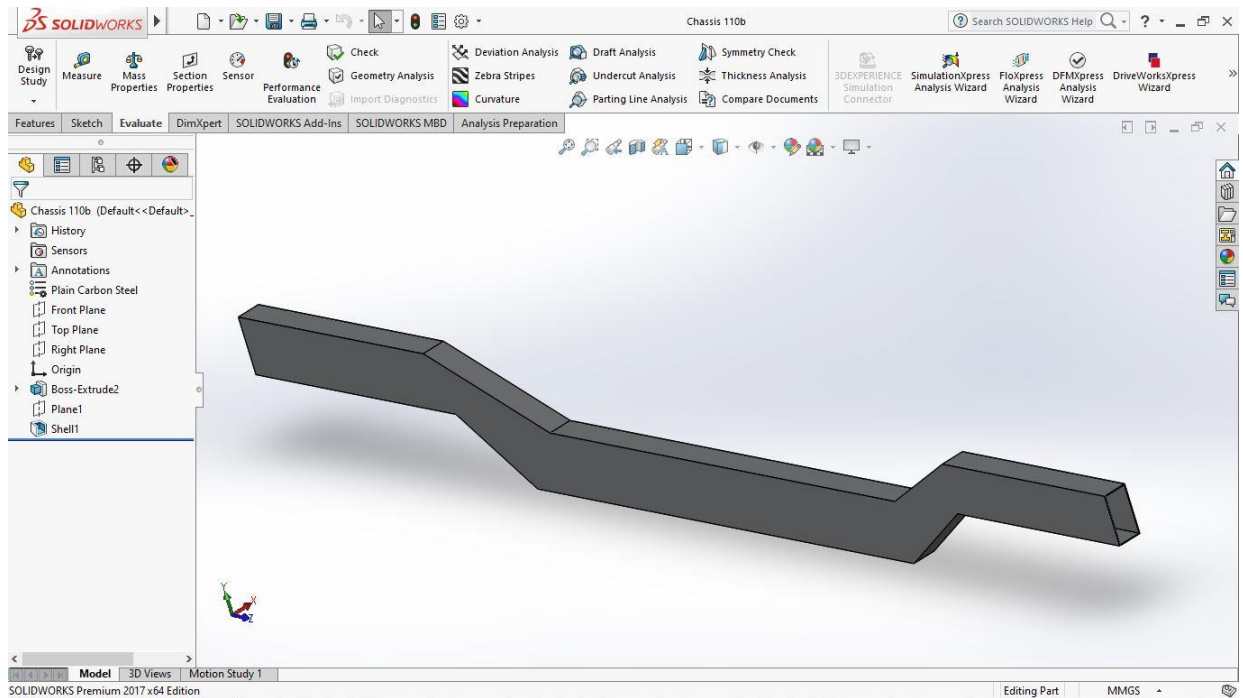 SOLIDWORKS
Chassis 110b
Search SOLIDWORKS Help
Design Study
Measure
Mass Properties
Section Properties
Sensor
Performance Evaluation
Check
Geometry Analysis
Import Diagnostics
Deviation Analysis
Zebra Stripes
Curvature
Draft Analysis
Undercut Analysis
Parting Line Analysis
Symmetry Check
Thickness Analysis
Compare Documents
3DEXPERIENCE Simulation Connector
SimulationXpress Analysis Wizard
FloXpress Analysis Wizard
DFMXpress Analysis Wizard
DriveWorksXpress Wizard
Features Sketch Evaluate DimXpert SOLIDWORKS Add-Ins SOLIDWORKS MBD Analysis Preparation
Chassis 110b (Default<<Default>_
History
Sensors
A Annotations
Plain Carbon Steel
Front Plane
Top Plane
Right Plane
Origin
Boss-Extrude2
Plane1
Shell1
Y
X
Z
Model 3D Views Motion Study 1
SOLIDWORKS Premium 2017 x64 Edition Editing Part MMGS